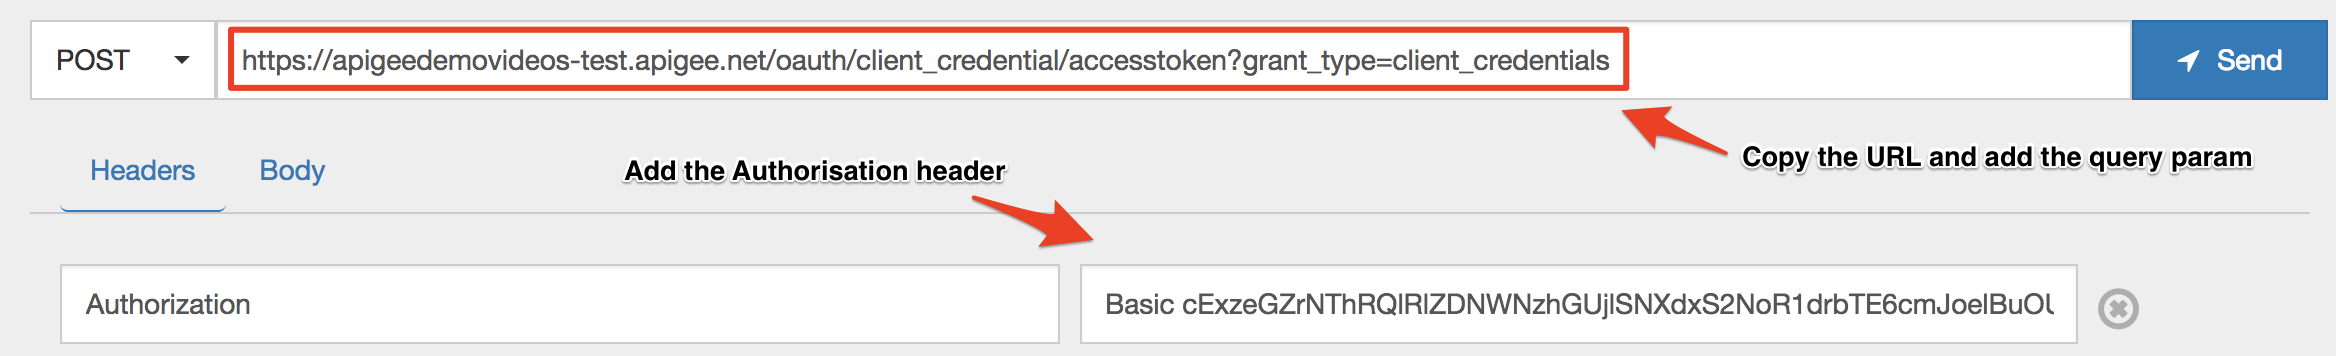 POST
https://apigeedemovideos-test.apigee.net/oauth/client_credential/accesstoken?grant_type=client_credentials
Send
Copy the URL and add the query param
Headers
Body
Add the Authorisation header
Authorization
Basic cExzeGZrNThRQlRlZDNWNzhGUjlSNXdxS2NoR1drbTE6cmJoelBuOU